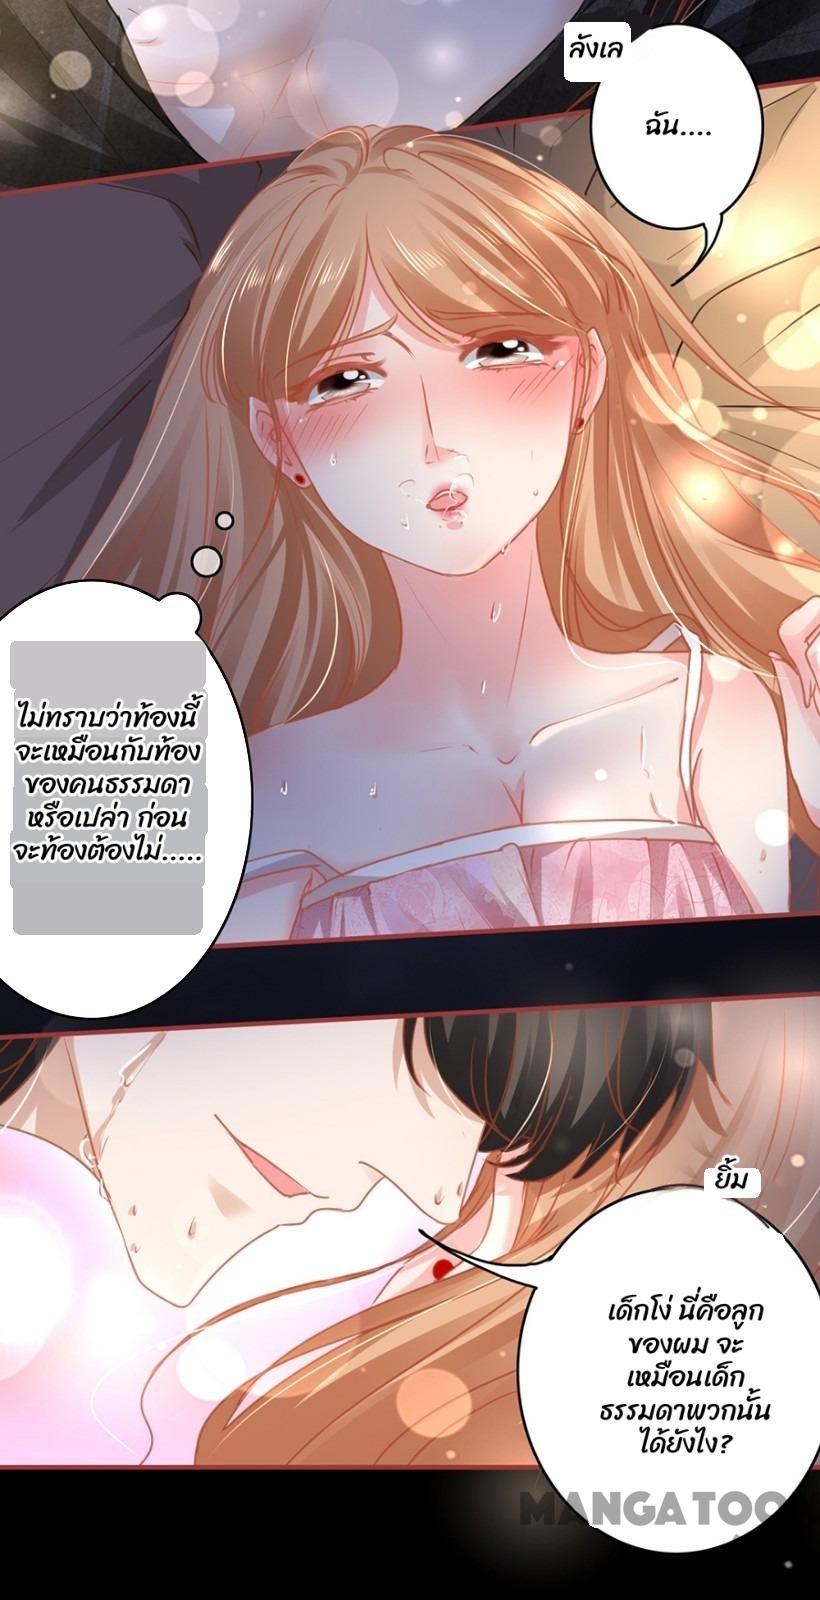 ลังเล
ฉัน....
ไม่ทราบว่าท้องนี้
จะเหมือนกับท้อง
ของคนธรรมดา
หรือเปล่า ก่อน
จะท้องต้องไม่.....
ยิ้ม
เด็กโง่ นี่คือลูก
ของผม จะ
เหมือนเด็ก
ธรรมดาพวกนั้น
ได้ยังไง?
MANGATOO